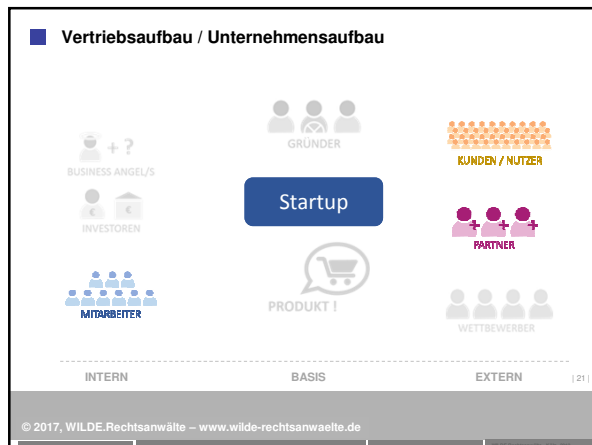 Vertriebsaufbau / Unternehmensaufbau
GRÜNDER
+ ?
BUSINESS ANGEL/S
KUNDEN / NUTZER
Startup
INVESTOREN
PARTNER
PRODUKT !
MITARBEITER
WETTBEWERBER
INTERN
BASIS
EXTERN
| 21 |
© 2017, WILDE.Rechtsanwälte – www.wilde-rechtsanwaelte.de